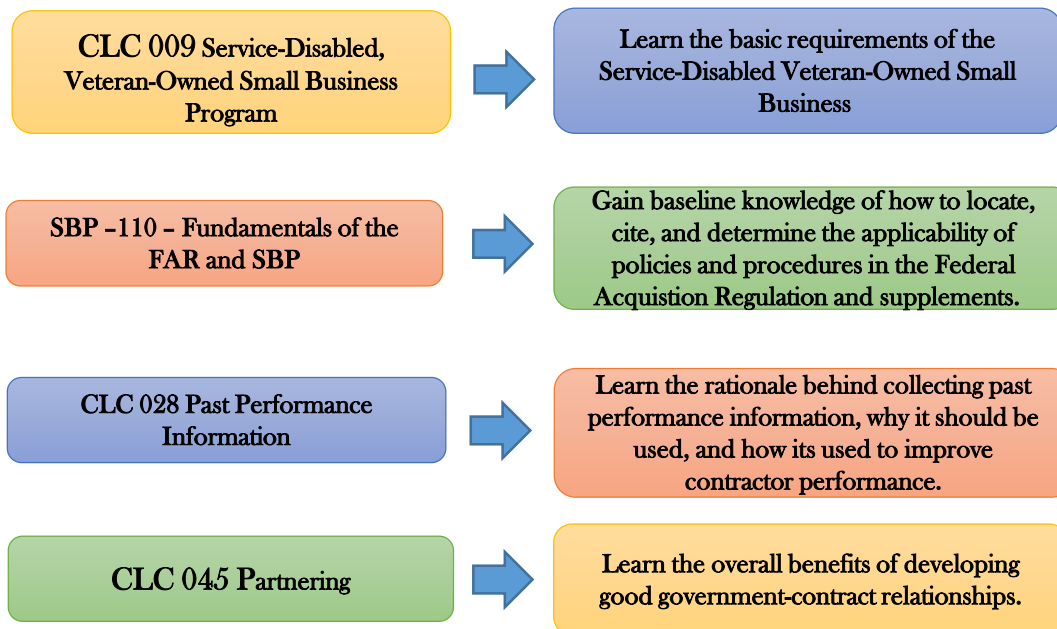 CLC 009 Service-Disabled,
Veteran-Owned Small Business
Program
Learn the basic requirements of the
Service-Disabled Veteran-Owned Small
Business
SBP –110 – Fundamentals of the
FAR and SBP
Gain baseline knowledge of how to locate,
cite, and determine the applicability of
policies and procedures in the Federal
Acquistion Regulation and supplements.
CLC 028 Past Performance
Information
Learn the rationale behind collecting past
performance information, why it should be
used, and how its used to improve
contractor performance.
CLC 045 Partnering
Learn the overall benefits of developing
good government-contract relationships.